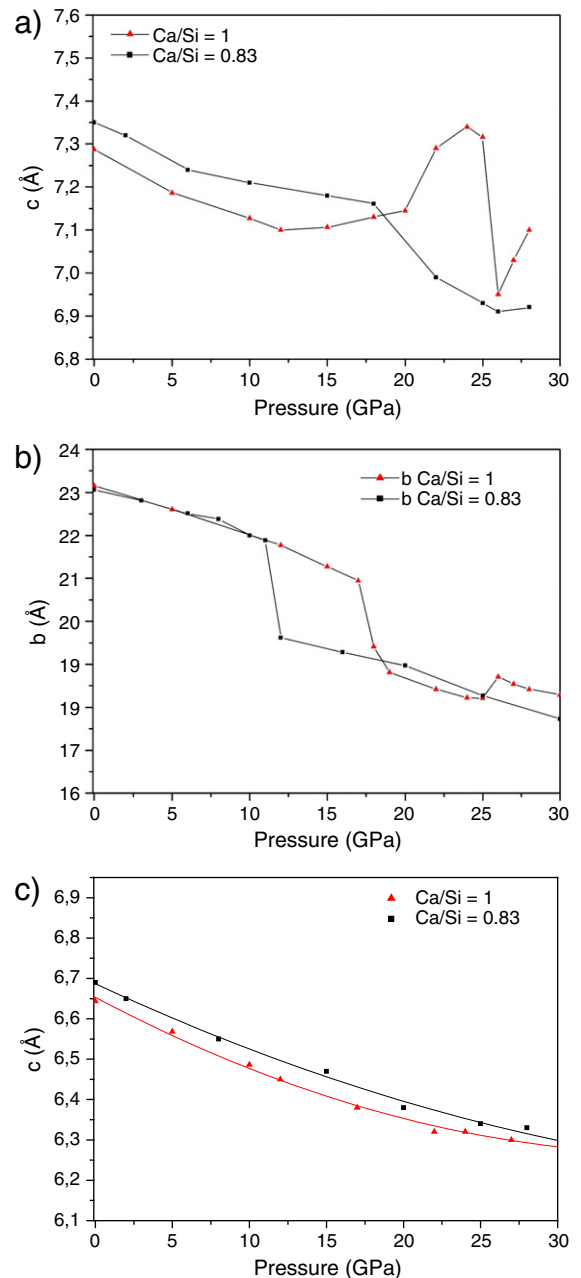 a)
7,6
7,5
7,4
7,3
7,2
7,1
7,0
6,9
6,8
c (Å)
Ca/Si = 1
Ca/Si = 0.83
0 5 10 15 20 25 30
Pressure (GPa)
b)
24
23
22
21
20
19
19
17
16
b (Å)
b Ca/Si = 1
b Ca/Si = 0.83
0 5 10 15 20 25 30
Pressure (GPa)
c)
6,9
6,8
6,7
6,6
6,5
6,4
6,3
6,2
6,1
c (Å)
Ca/Si = 1
Ca/Si = 0.83
0 5 10 15 20 25 30
Pressure (GPa)